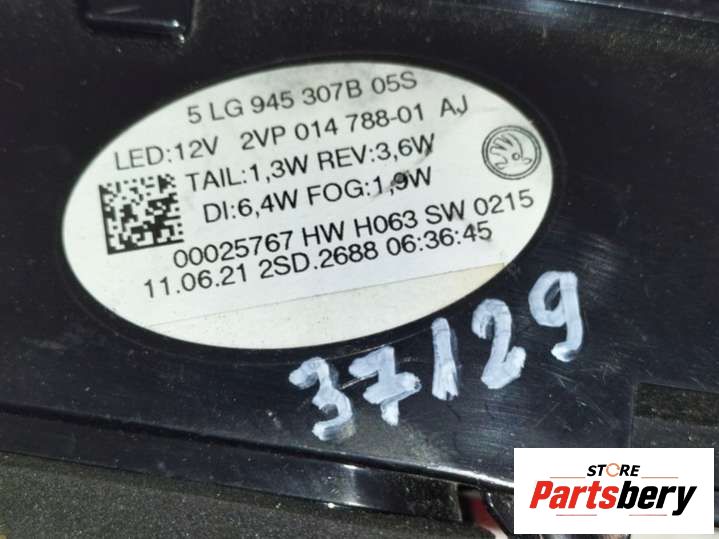 5 LG 945 307B 05S
LED:12V 2VP 014 788-01 AJ
TAIL:1,3W REV:3,6W
DI:6,4W FOG:1,9W
00025767 HW H063 SW 0215
11.06.21 2SD.2688 06:36:45
37129
STORE
Partsbery